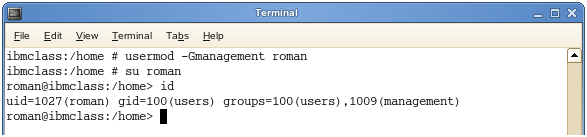 Terminal
File Edit View Terminal Tabs Help
ibmclass:/home # usermod -Gmanagement roman
ibmclass:/home # su roman
roman@ibmclass:/home> id
uid=1027(roman) gid=100(users) groups=100(users),1009(management)
roman@ibmclass:/home>